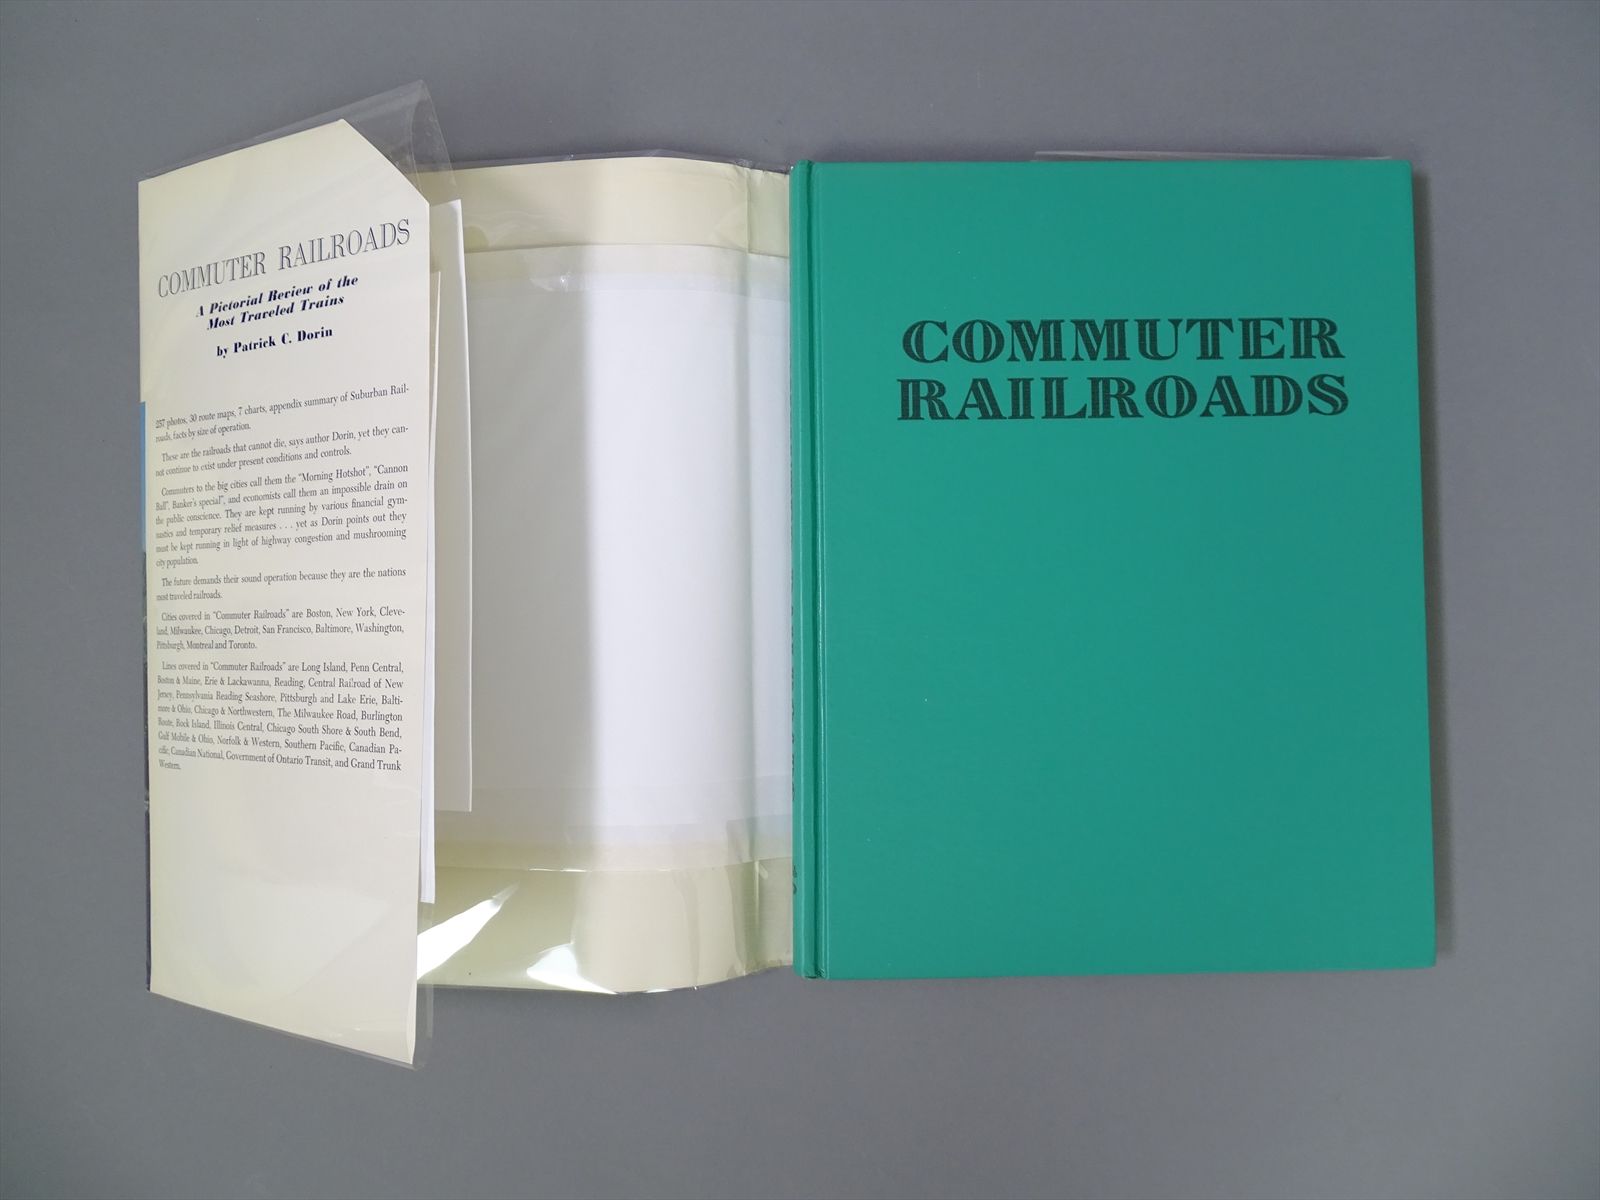 COMMUTER RAILROADS
A Pictorial Review of the
Most Traveled Trains
by Patrick C. Dorin
257 photos, 30 route maps, 7 charts, appendix summary of Suburban Rail-
roads, facts by size of operation.
These are the railroads that cannot die, says author Dorin, yet they can-
not continue to exist under present conditions and controls.
Commuters to the big cities call them the "Morning Hotshot", "Cannon
Ball", Banker's special", and economists call them an impossible drain on
the public conscience. They are kept running by various financial gym-
nastics and temporary relief measures . . . yet as Dorin points out they
must be kept running in light of highway congestion and mushrooming
city population.
The future demands their sound operation because they are the nations
most traveled railroads.
Cities covered in "Commuter Railroads" are Boston, New York, Cleve-
land, Milwaukee, Chicago, Detroit, San Francisco, Baltimore, Washington,
Pittsburgh, Montreal and Toronto.
Lines covered in "Commuter Railroads" are Long Island, Penn Central,
Boston & Maine, Erie & Lackawanna, Reading, Central Railroad of New
Jersey, Pennsylvania Reading Seashore, Pittsburgh and Lake Erie, Balti-
more & Ohio, Chicago & Northwestern, The Milwaukee Road, Burlington
Route, Rock Island, Illinois Central, Chicago South Shore & South Bend,
Gulf Mobile & Ohio, Norfolk & Western, Southern Pacific, Canadian Pa-
cific, Canadian National, Government of Ontario Transit, and Grand Trunk
Western.
COMMUTER
RAILROADS